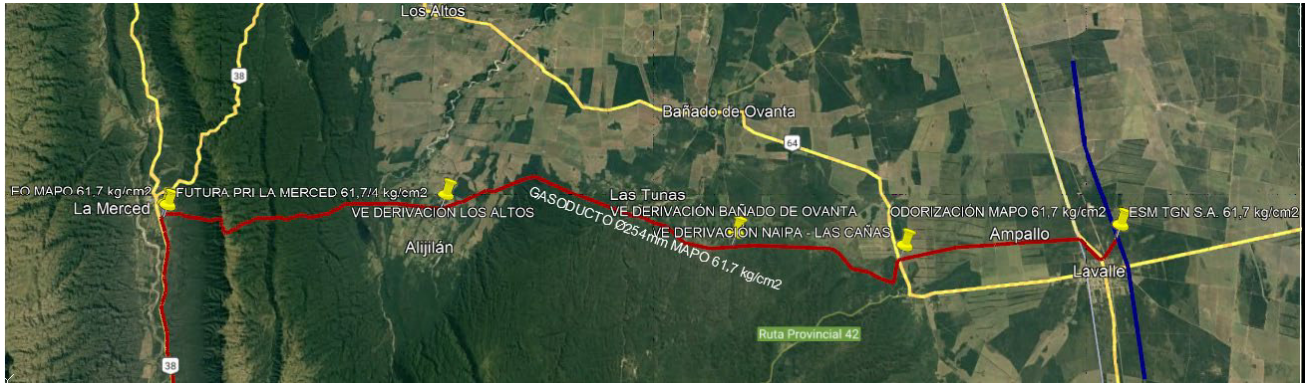 Los Altos
38
Bañado de Ovanta
64
EO MAPO 61,7 kg/cm2
FUTURA PRI LA MERCED 61,7/4 kg/cm2
La Merced
VE DERIVACIÓN LOS ALTOS
Las Tunas
GASODUCTO Ø254mm MAPO 61,7 kg/cm2
VE DERIVACIÓN BAÑADO DE OVANTA
ODORIZACIÓN MAPO 61,7 kg/cm2
ESM TGN S.A. 61,7 kg/cm2
VE DERIVACIÓN NAIPA - LAS CAÑAS
Ampallo
Alijilán
Lavalle
Ruta Provincial 42
38